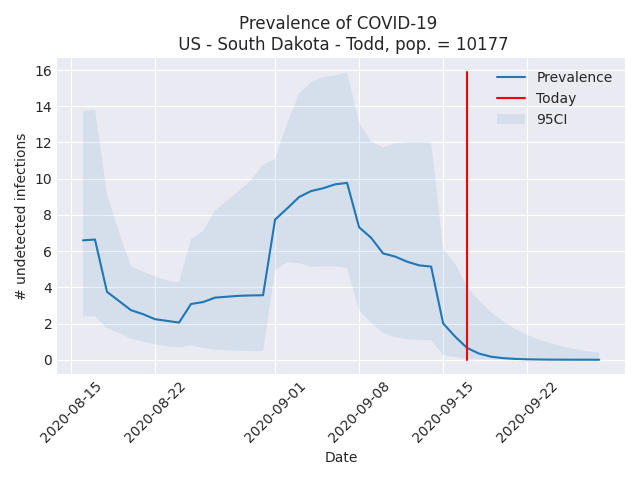 Prevalence of COVID-19
US - South Dakota - Todd, pop. = 10177
# undetected infections
16
14
12
10
8
6
4
2
0
Prevalence
Today
95CI
2020-08-15
2020-08-22
2020-09-01
2020-09-08
2020-09-15
2020-09-22
Date